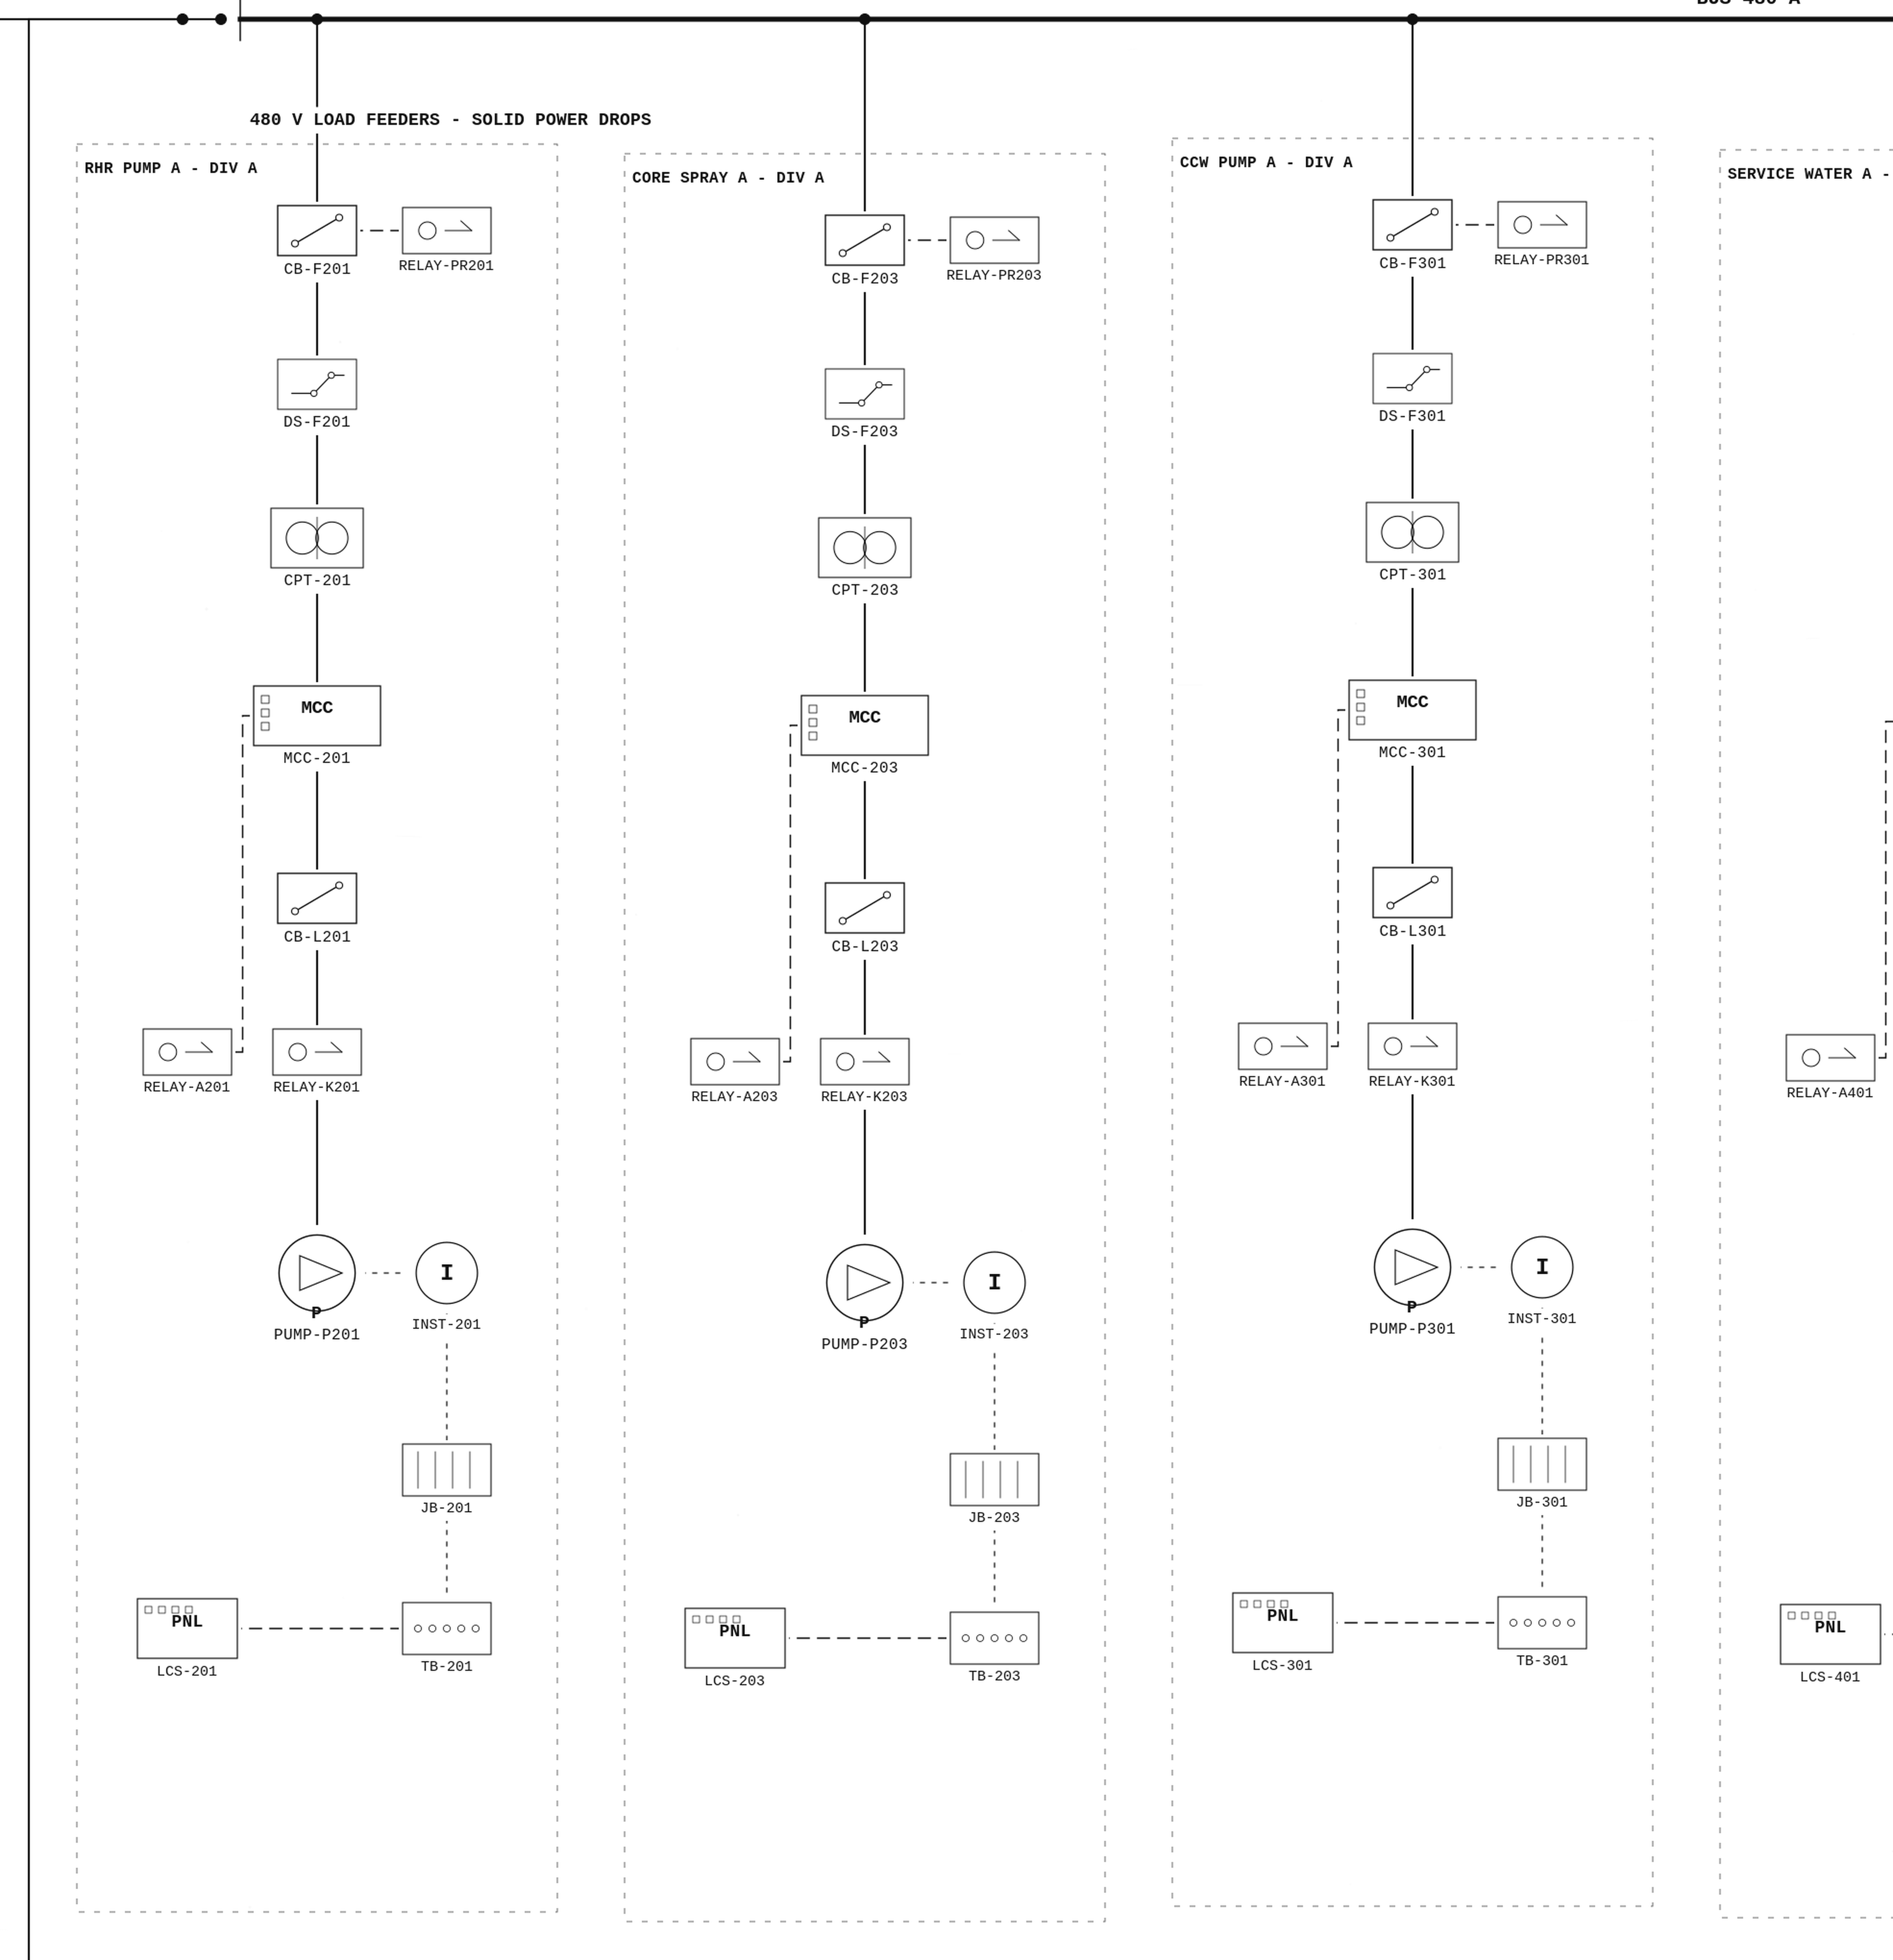 480 V LOAD FEEDERS - SOLID POWER DROPS
RHR PUMP A - DIV A
CB-F201
RELAY-PR201
DS-F201
CPT-201
MCC
MCC-201
CB-L201
RELAY-A201
RELAY-K201
P
PUMP-P201
I
INST-201
JB-201
PNL
LCS-201
TB-201
CORE SPRAY A - DIV A
CB-F203
RELAY-PR203
DS-F203
CPT-203
MCC
MCC-203
CB-L203
RELAY-A203
RELAY-K203
P
PUMP-P203
I
INST-203
JB-203
PNL
LCS-203
TB-203
CCW PUMP A - DIV A
CB-F301
RELAY-PR301
DS-F301
CPT-301
MCC
MCC-301
CB-L301
RELAY-A301
RELAY-K301
P
PUMP-P301
I
INST-301
JB-301
PNL
LCS-301
TB-301
SERVICE WATER A -
RELAY-A401
PNL
LCS-401